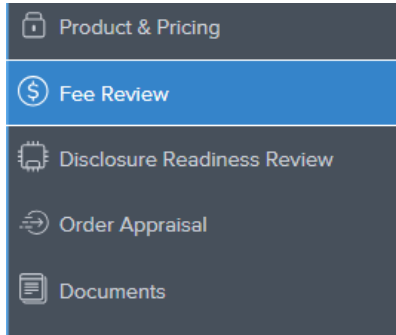 Product & Pricing
Fee Review
Disclosure Readiness Review
Order Appraisal
Documents